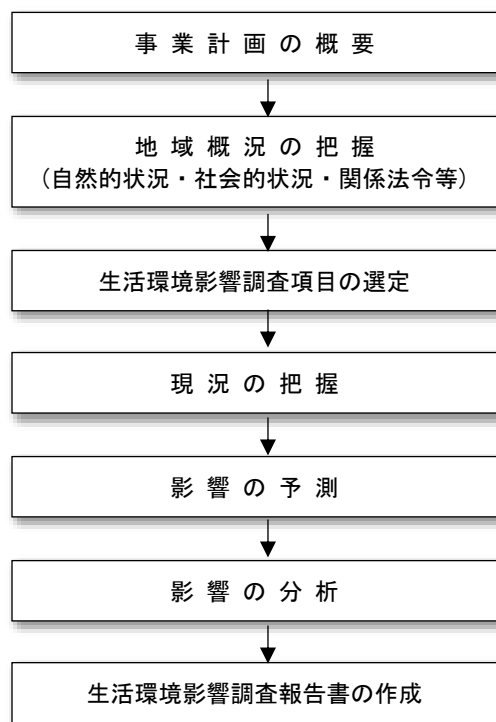 事業計画の概要
地域概況の把握
（自然的状況・社会的状況・関係法令等）
生活環境影響調査項目の選定
現況の把握
影響の予測
影響の分析
生活環境影響調査報告書の作成